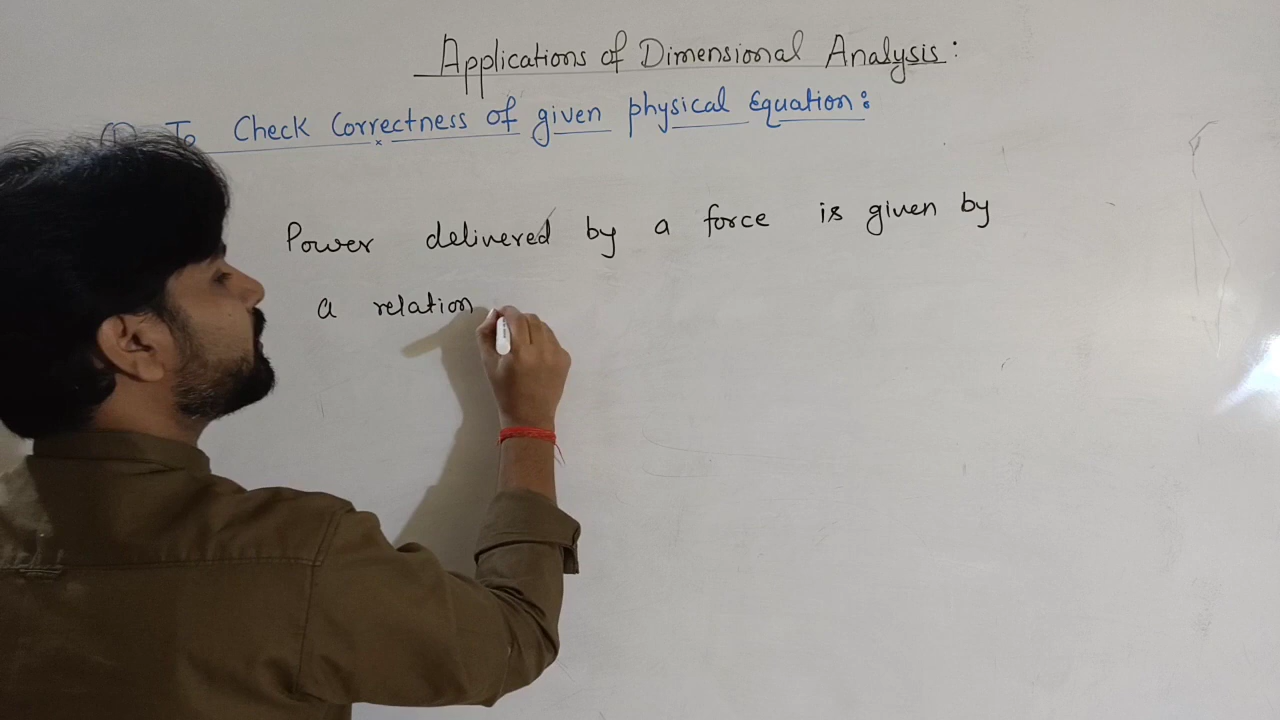 Applications of Dimensional Analysis:
① To Check Correctness of given physical Equation:
Power delivered by a force is given by
a relation